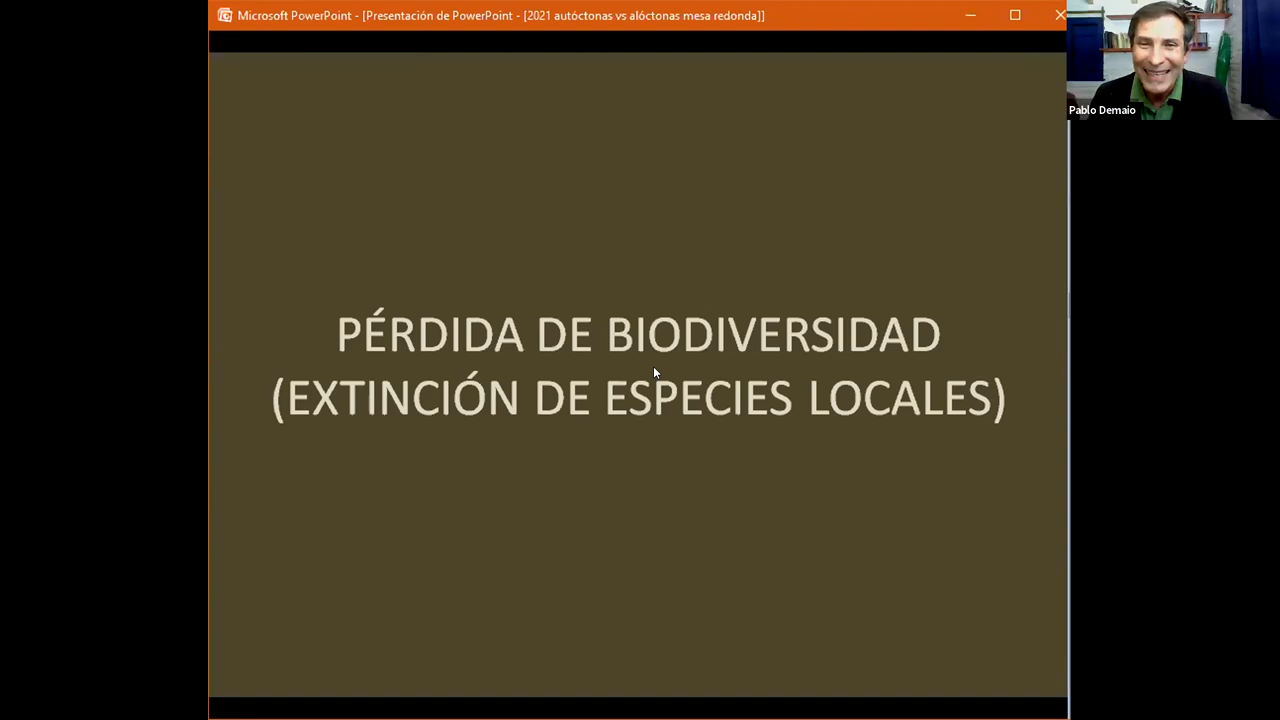 Microsoft PowerPoint - [Presentación de PowerPoint - [2021 autóctonas vs alóctonas mesa redonda]]
Pablo Demaio
PÉRDIDA DE BIODIVERSIDAD
(EXTINCIÓN DE ESPECIES LOCALES)